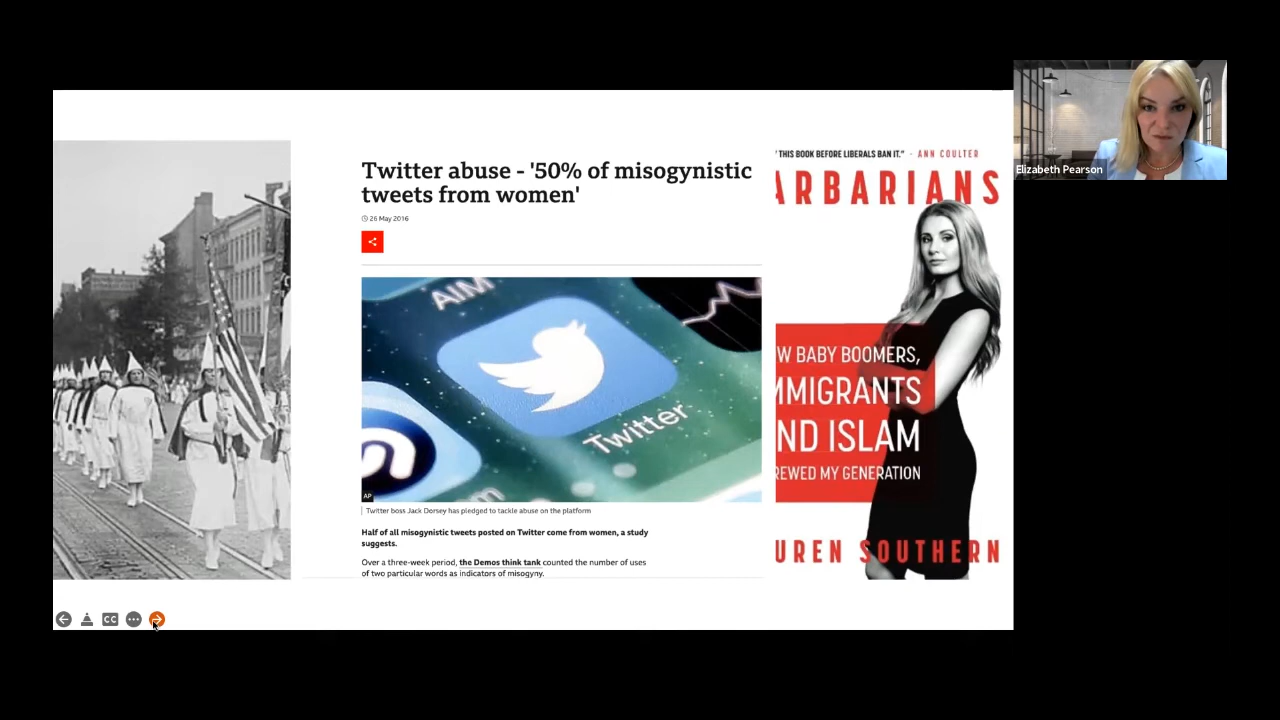 Twitter abuse - '50% of misogynistic
tweets from women'
26 May 2016
AIM
Twitter
AP
Twitter boss Jack Dorsey has pledged to tackle abuse on the platform
Half of all misogynistic tweets posted on Twitter come from women, a study
suggests.
Over a three-week period, the Demos think tank counted the number of uses
of two particular words as indicators of misogyny.
THIS BOOK BEFORE LIBERALS BAN IT." - ANN COULTER
ARBARIANS
W BABY BOOMERS,
MMIGRANTS
ND ISLAM
REWED MY GENERATION
UREN SOUTHERN
Elizabeth Pearson
CC